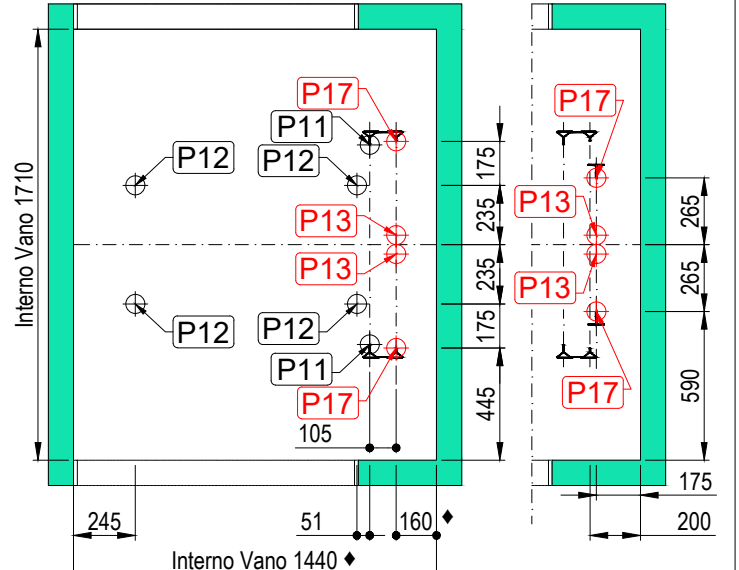 P17
P11
P12
P12
P13
P13
P12
P12
P11
P17
Interno Vano 1710
175
235
235
175
445
105
245
51
160 ♦
Interno Vano 1440 ♦
P17
P13
P13
P17
265
265
590
175
200